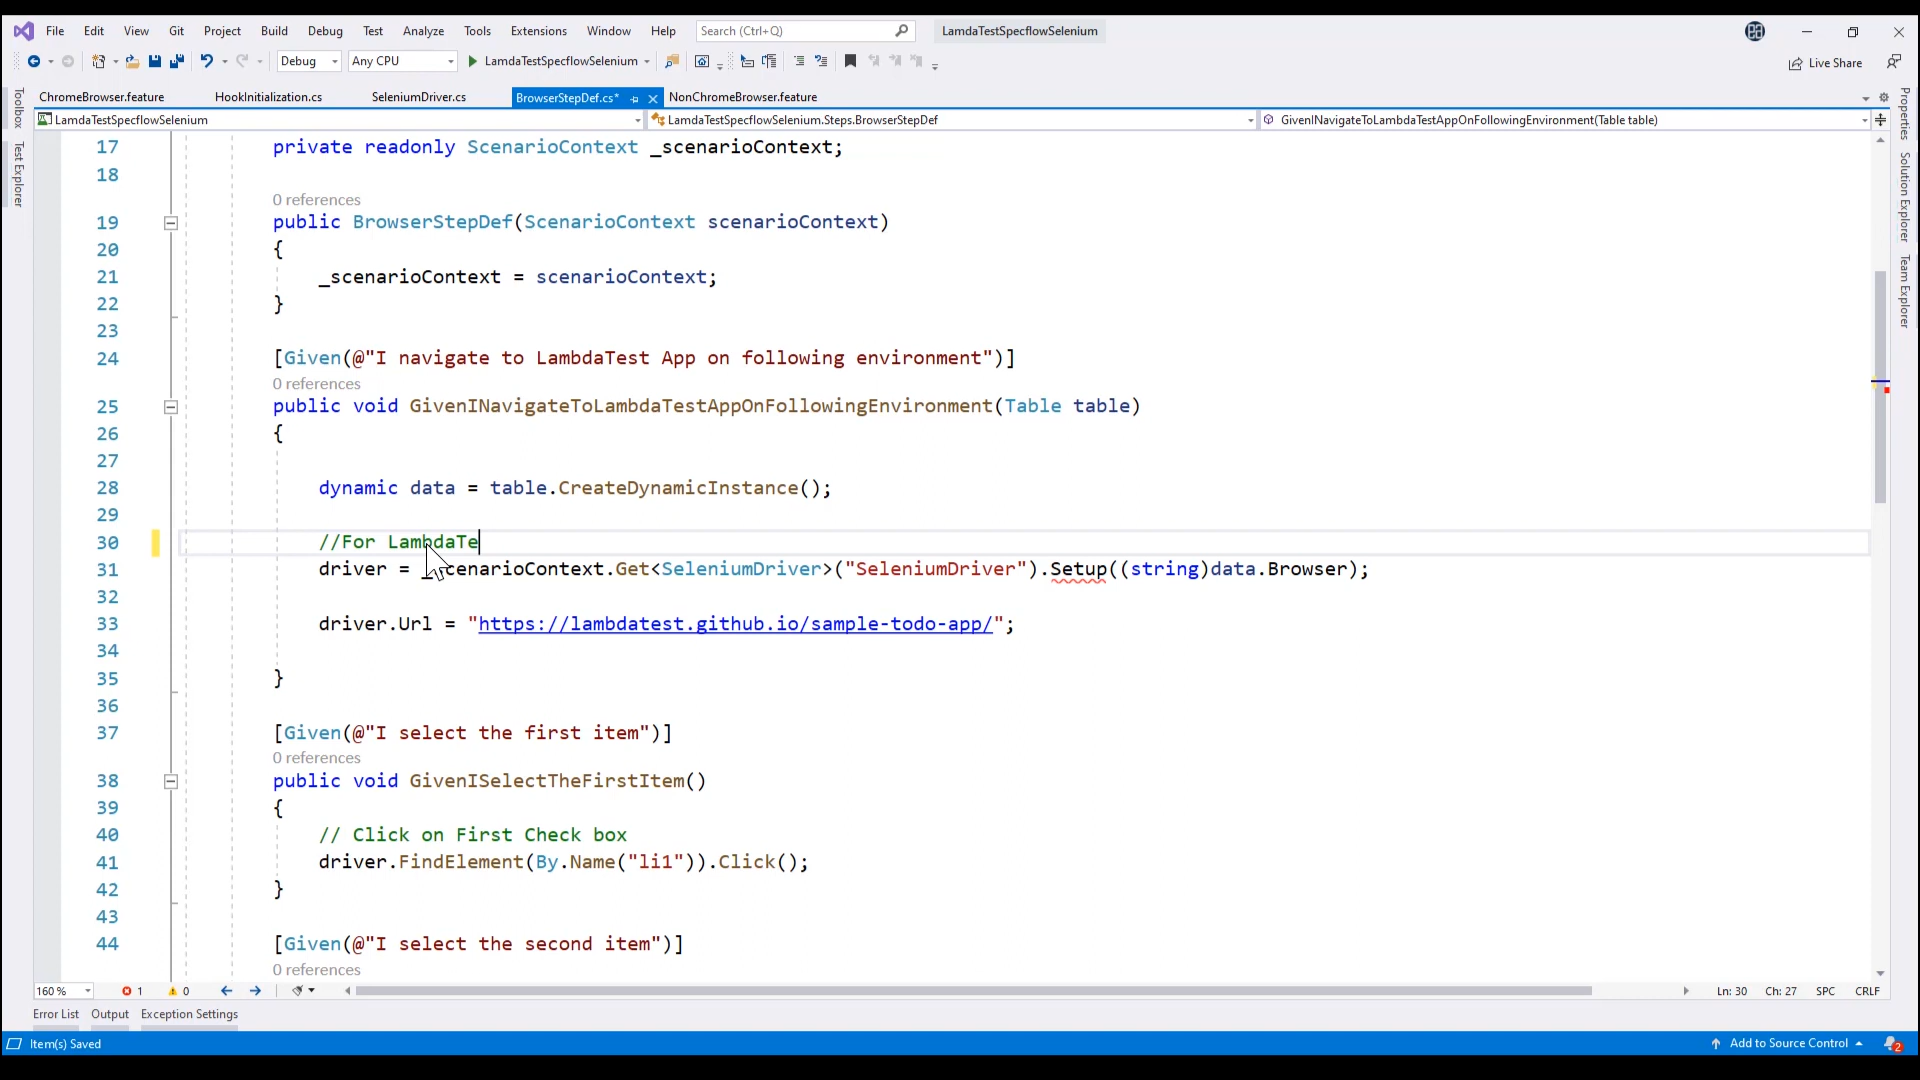 File Edit View Git Project Build Debug Test Analyze Tools Extensions Window Help Search (Ctrl+Q) LamdaTestSpecflowSelenium
Debug Any CPU LamdaTestSpecflowSelenium Live Share
ChromeBrowser.feature HookInitialization.cs SeleniumDriver.cs BrowserStepDef.cs* NonChromeBrowser.feature
LamdaTestSpecflowSelenium LamdaTestSpecflowSelenium.Steps.BrowserStepDef GivenINavigateToLambdaTestAppOnFollowingEnvironment(Table table)
Toolbox
Test Explorer
Properties
Solution Explorer
Team Explorer
17 private readonly ScenarioContext _scenarioContext;
18
0 references
19 public BrowserStepDef(ScenarioContext scenarioContext)
20 {
21 _scenarioContext = scenarioContext;
22 }
23
24 [Given(@"I navigate to LambdaTest App on following environment")]
0 references
25 public void GivenINavigateToLambdaTestAppOnFollowingEnvironment(Table table)
26 {
27
28 dynamic data = table.CreateDynamicInstance();
29
30 //For LambdaTe
31 driver = _scenarioContext.Get<SeleniumDriver>("SeleniumDriver").Setup((string)data.Browser);
32
33 driver.Url = "https://lambdatest.github.io/sample-todo-app/";
34
35 }
36
37 [Given(@"I select the first item")]
0 references
38 public void GivenISelectTheFirstItem()
39 {
40 // Click on First Check box
41 driver.FindElement(By.Name("li1")).Click();
42 }
43
44 [Given(@"I select the second item")]
0 references
160 % 1 0 Ln: 30 Ch: 27 SPC CRLF
Error List Output Exception Settings
Item(s) Saved Add to Source Control 2